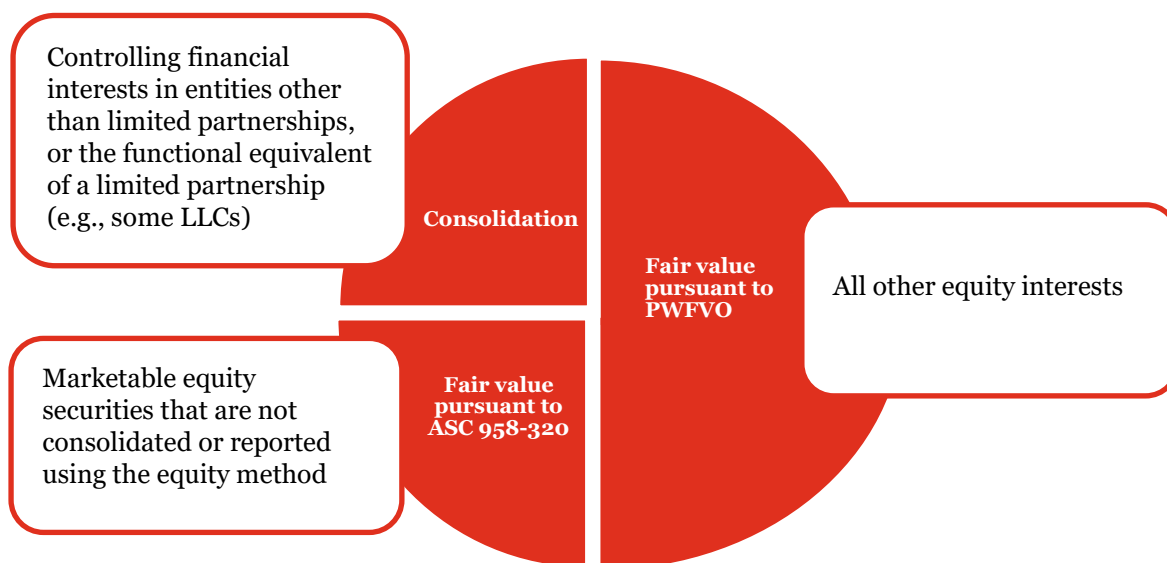 Controlling financial
interests in entities other
than limited partnerships,
or the functional equivalent
of a limited partnership
(e.g., some LLCs)
Consolidation
Fair value
pursuant to
PWFVO
All other equity interests
Marketable equity
securities that are not
consolidated or reported
using the equity method
Fair value
pursuant to
ASC 958-320